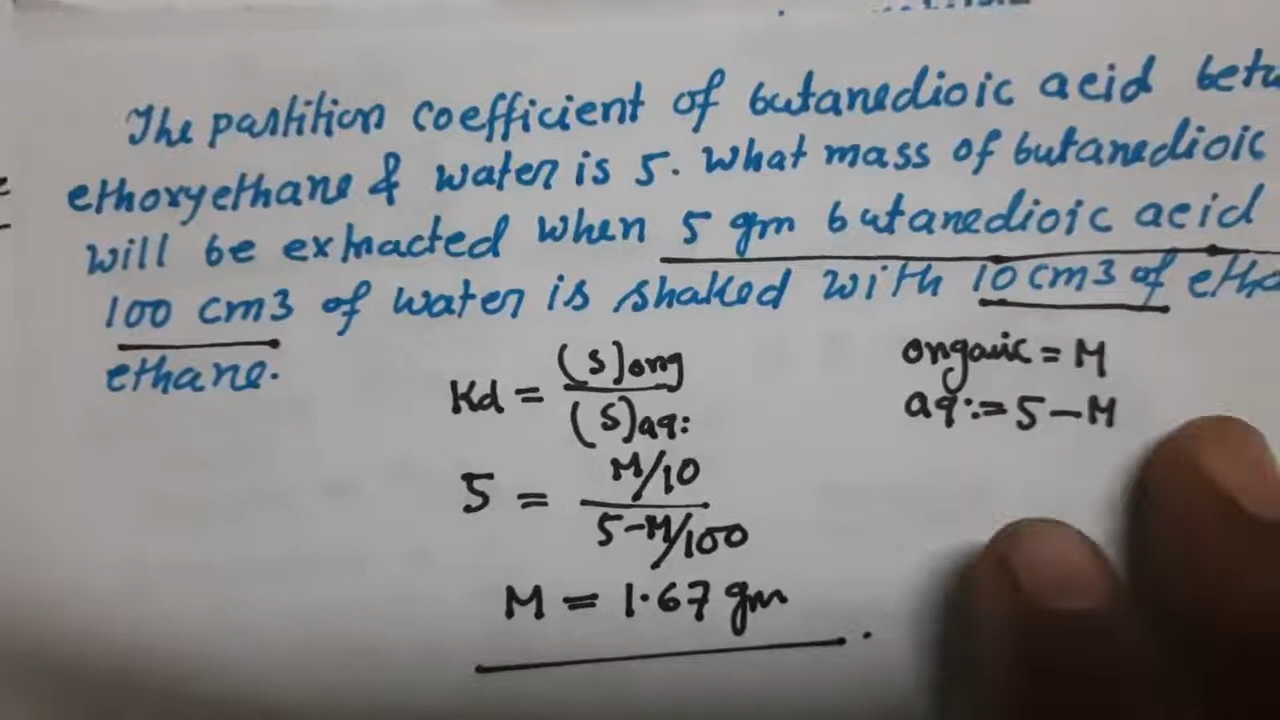 The partition coefficient of butanedioic acid betw
ethoxyethane & water is 5. What mass of butanedioic
will be extracted when 5 gm butanedioic acid
100 cm3 of water is shaked with 10 cm3 of etho
ethane.
Kd = (S)org / (S)aq:
organic = M
aq: = 5 - M
5 = M/10 / 5-M/100
M = 1.67 gm.